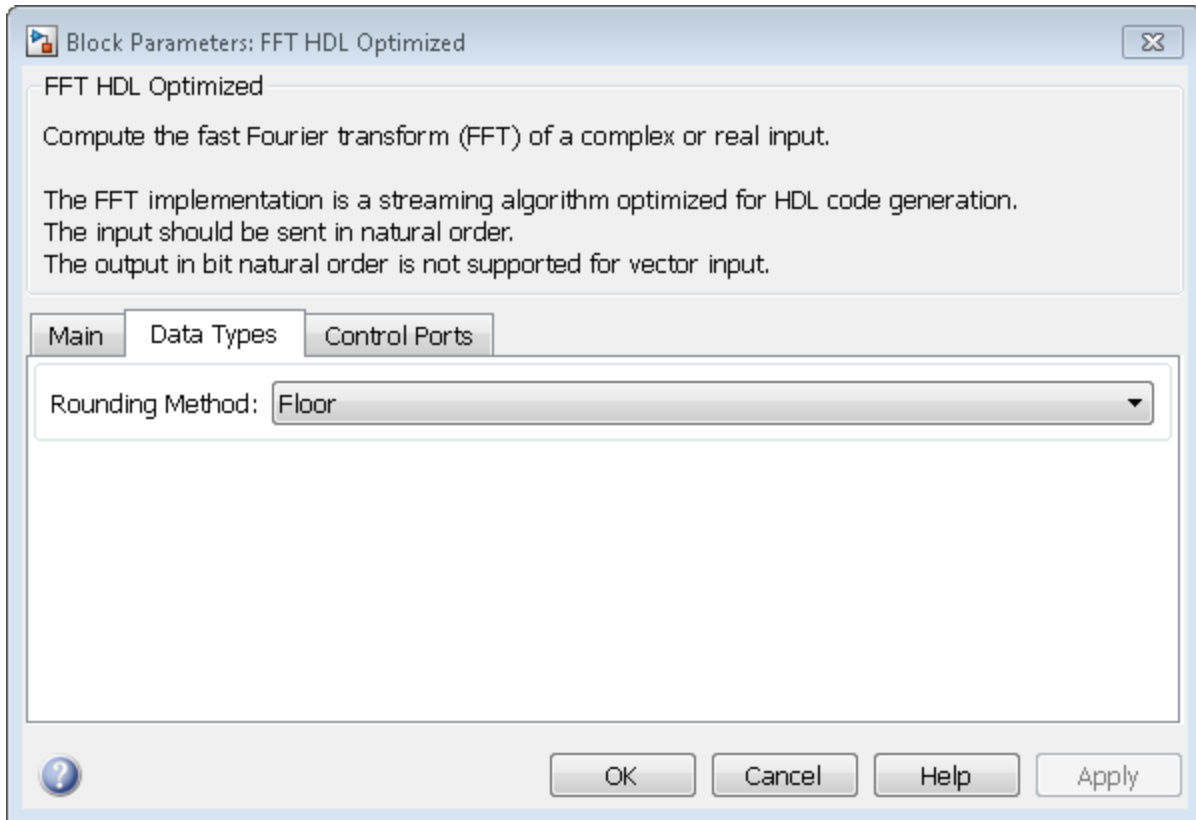 Block Parameters: FFT HDL Optimized
FFT HDL Optimized
Compute the fast Fourier transform (FFT) of a complex or real input.
The FFT implementation is a streaming algorithm optimized for HDL code generation.
The input should be sent in natural order.
The output in bit natural order is not supported for vector input.
Main Data Types Control Ports
Rounding Method: Floor
? OK Cancel Help Apply